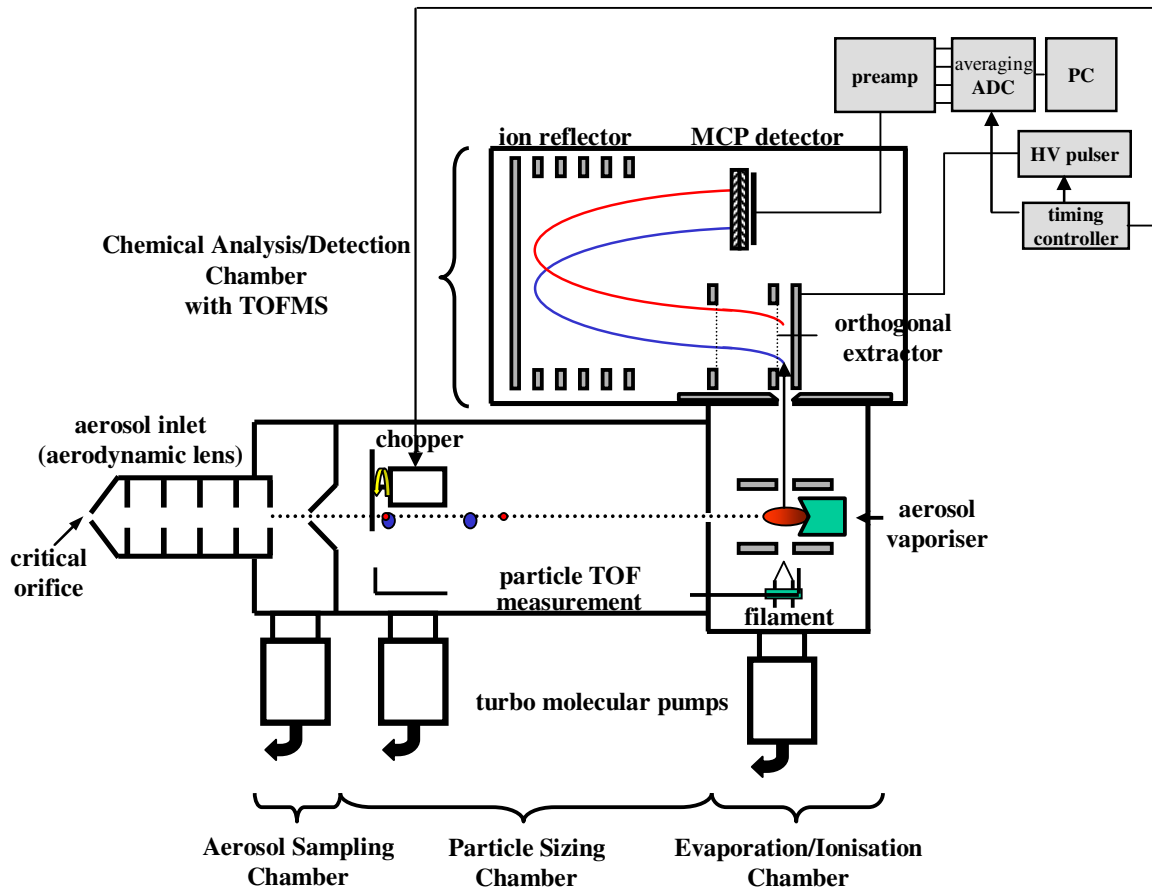 preamp
averaging
ADC
PC
ion reflector
MCP detector
HV pulser
timing
controller
Chemical Analysis/Detection
Chamber
with TOFMS
orthogonal
extractor
aerosol inlet
(aerodynamic lens)
chopper
aerosol
vaporiser
critical
orifice
particle TOF
measurement
filament
turbo molecular pumps
Aerosol Sampling
Chamber
Particle Sizing
Chamber
Evaporation/Ionisation
Chamber